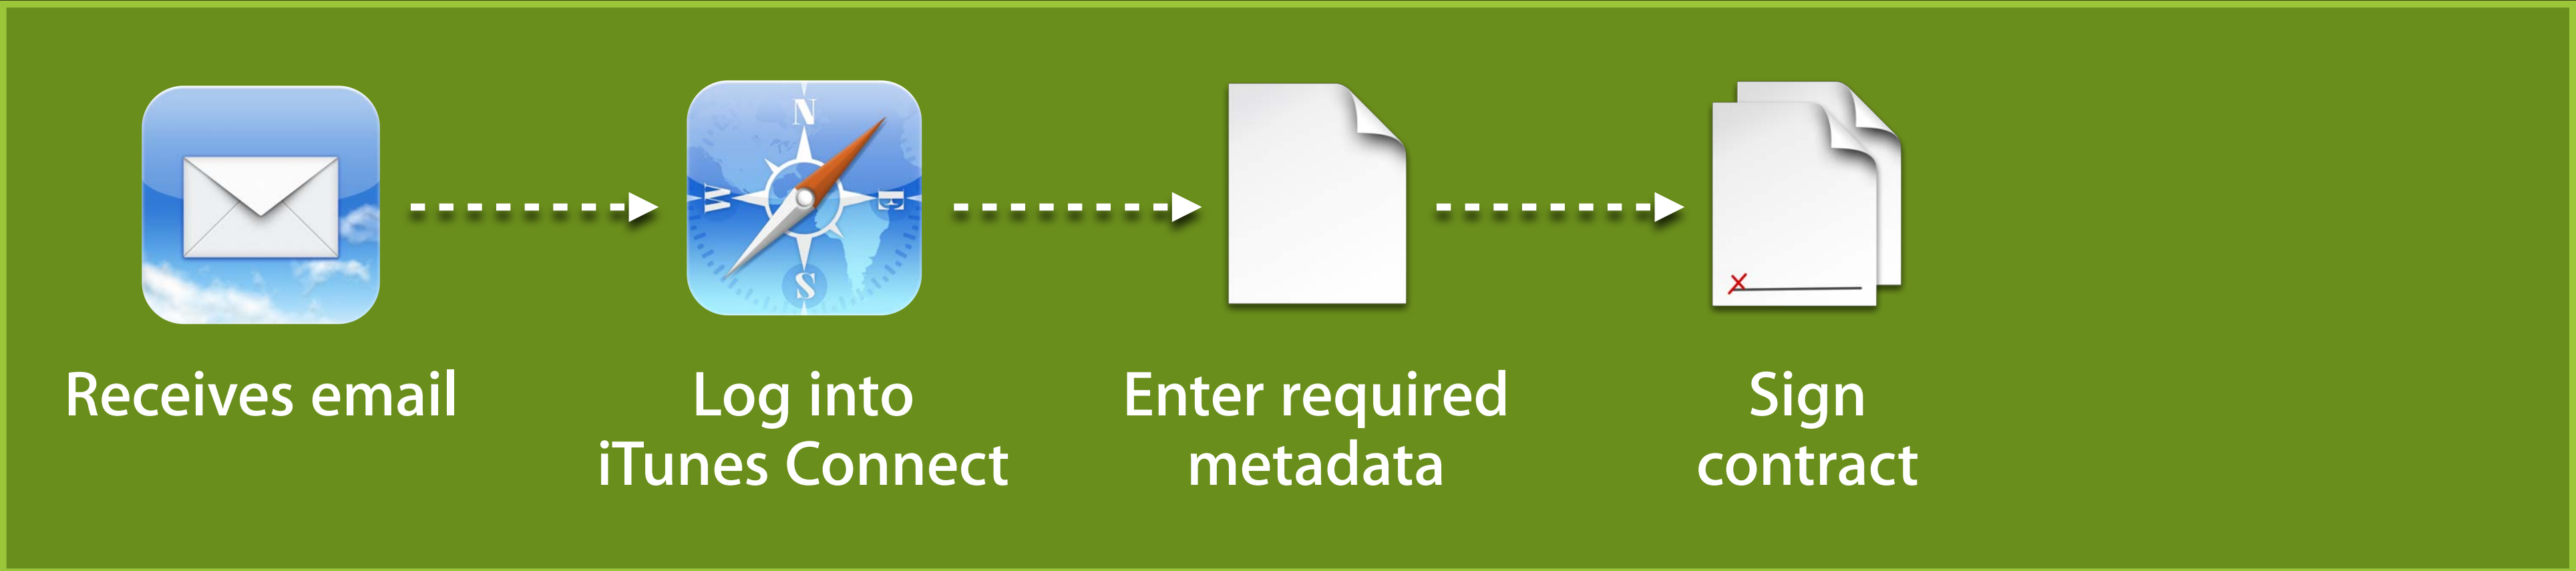 N
W
E
S
Receives email
Log into
iTunes Connect
Enter required
metadata
Sign
contract